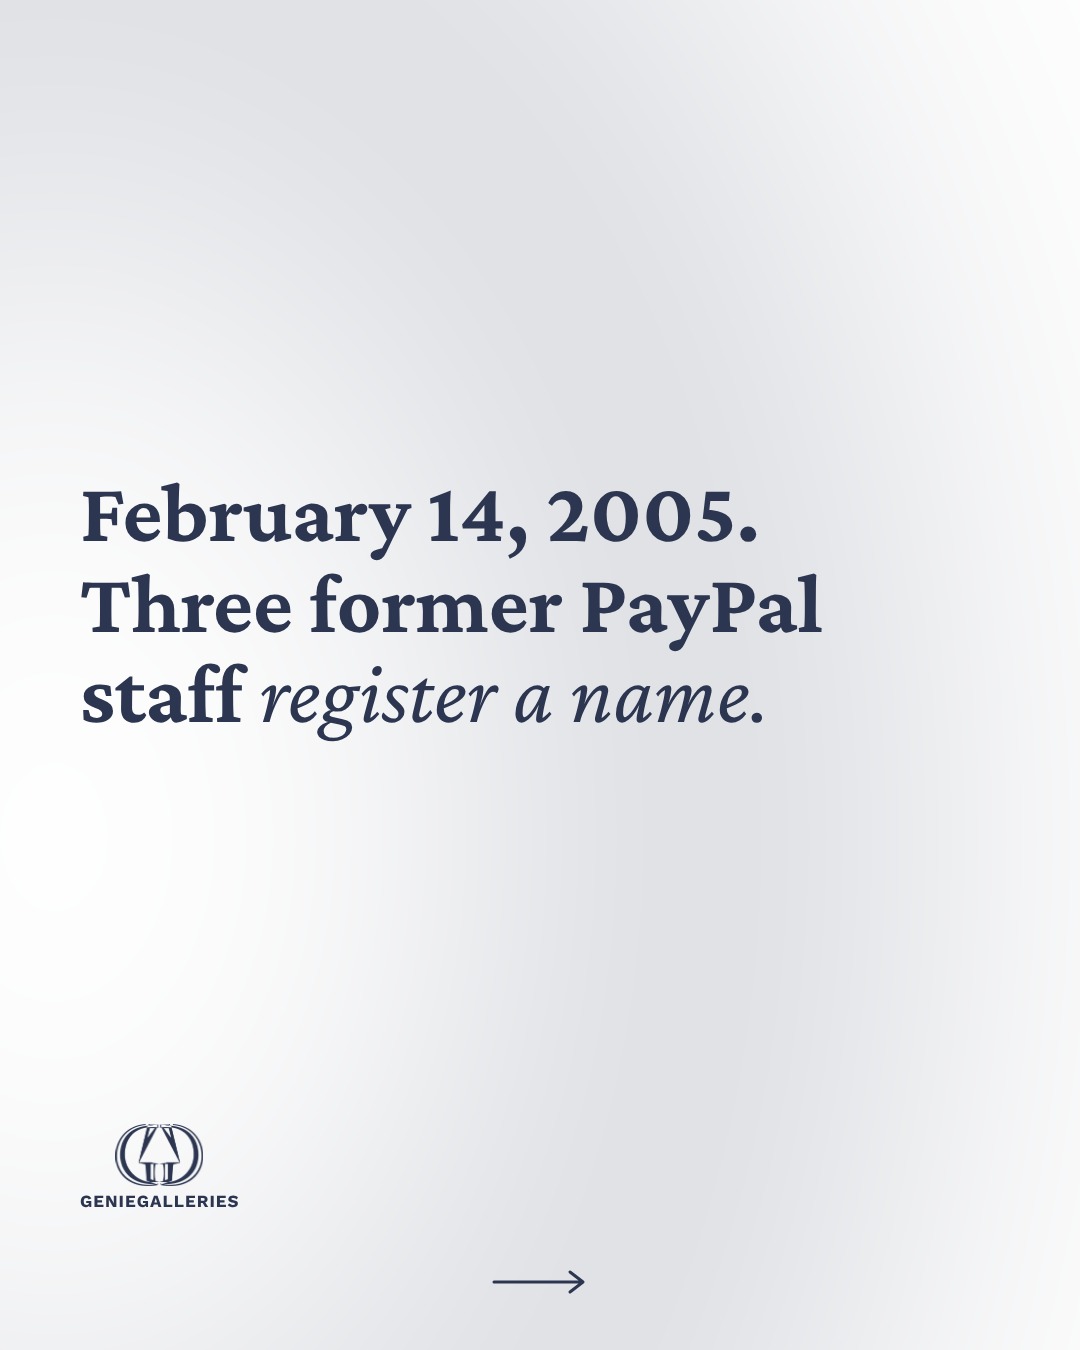 February 14, 2005.
Three former PayPal
staff register a name.
GENIEGALLERIES